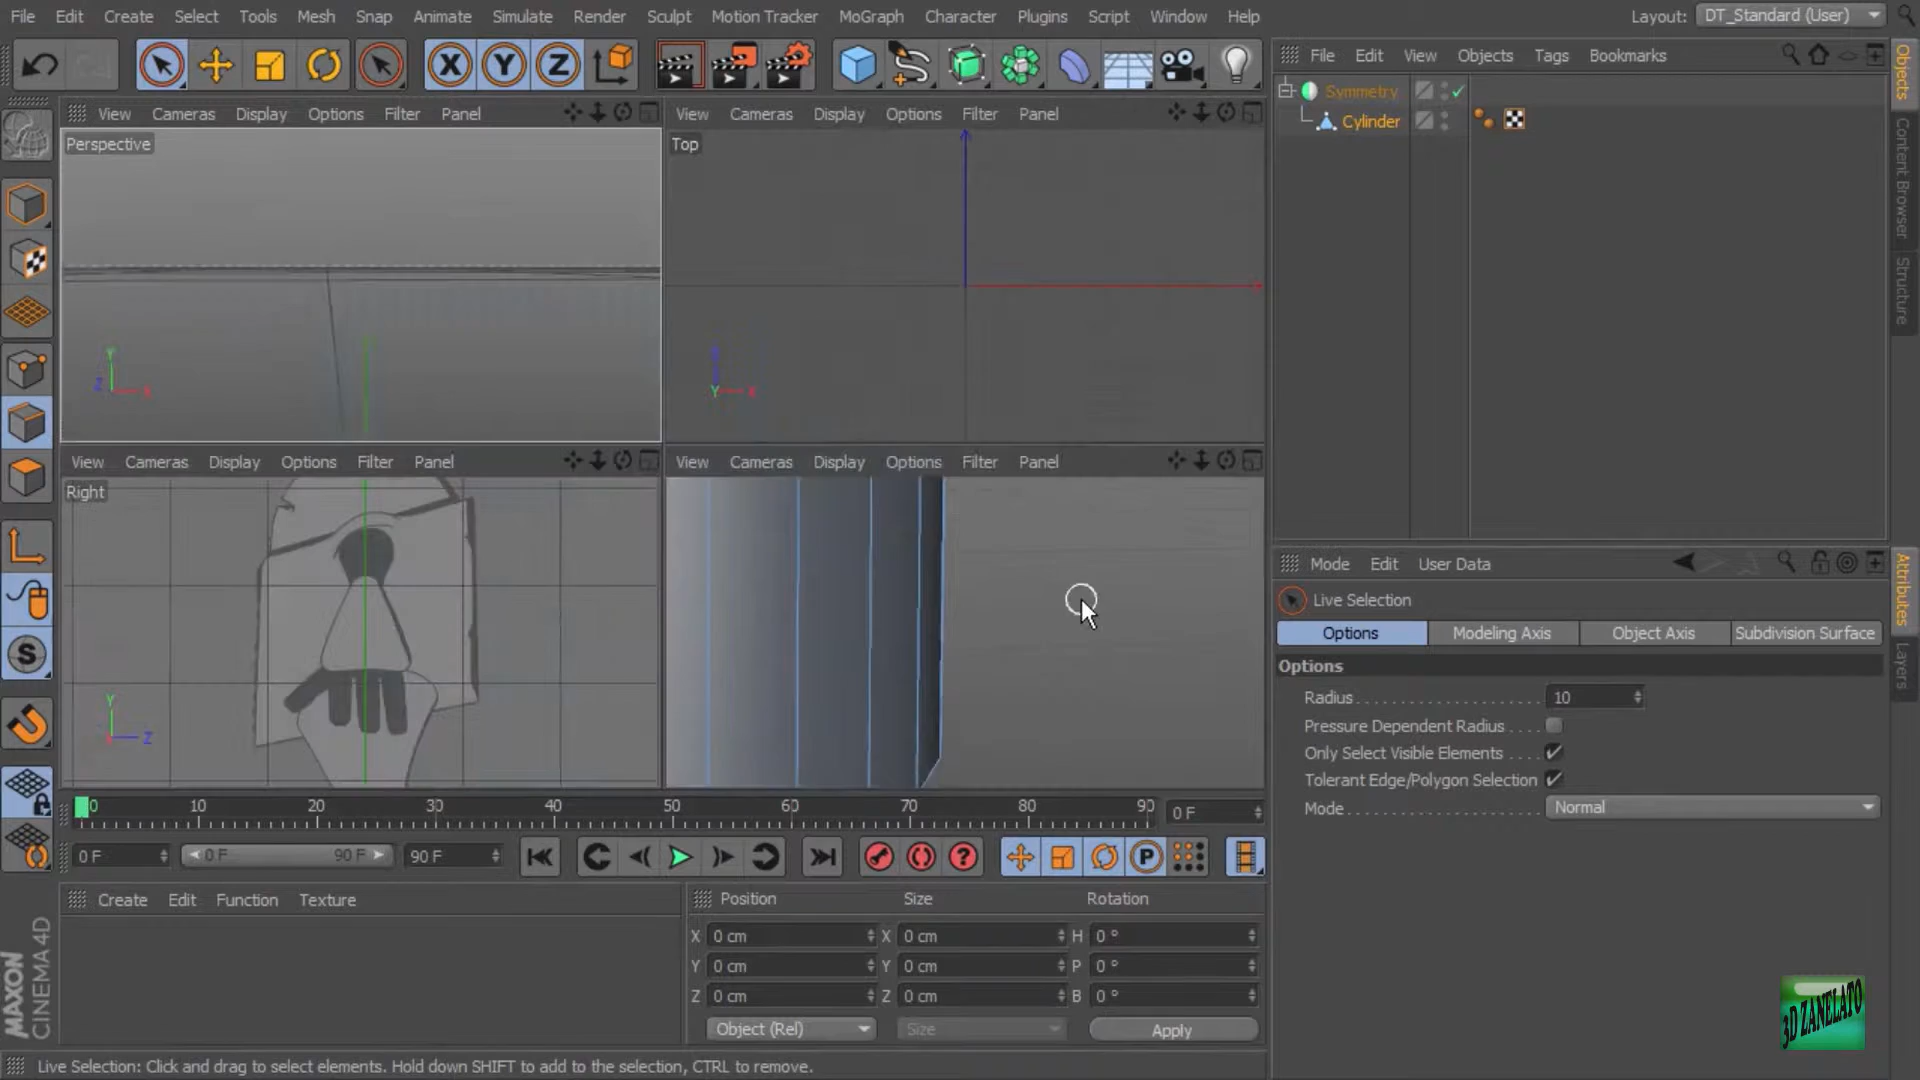 File Edit Create Select Tools Mesh Snap Animate Simulate Render Sculpt Motion Tracker MoGraph Character Plugins Script Window Help Layout: DT_Standard (User)
X Y Z
File Edit View Objects Tags Bookmarks
Objects
Content Browser
Structure
Symmetry
Cylinder
View Cameras Display Options Filter Panel
Perspective
Y
Z X
View Cameras Display Options Filter Panel
Top
Y X
View Cameras Display Options Filter Panel
Right
Y
Z
View Cameras Display Options Filter Panel
S
Mode Edit User Data
Attributes
Layers
Live Selection
Options Modeling Axis Object Axis Subdivision Surface
Options
Radius 10
Pressure Dependent Radius
Only Select Visible Elements
Tolerant Edge/Polygon Selection
Mode Normal
0 10 20 30 40 50 60 70 80 90 0 F
0 F 0 F 90 F 90 F
? P
Create Edit Function Texture
Position Size Rotation
X 0 cm X 0 cm H 0 °
Y 0 cm Y 0 cm P 0 °
Z 0 cm Z 0 cm B 0 °
Object (Rel) Size Apply
MAXON
CINEMA 4D
3D ZANELATO
Live Selection: Click and drag to select elements. Hold down SHIFT to add to the selection, CTRL to remove.